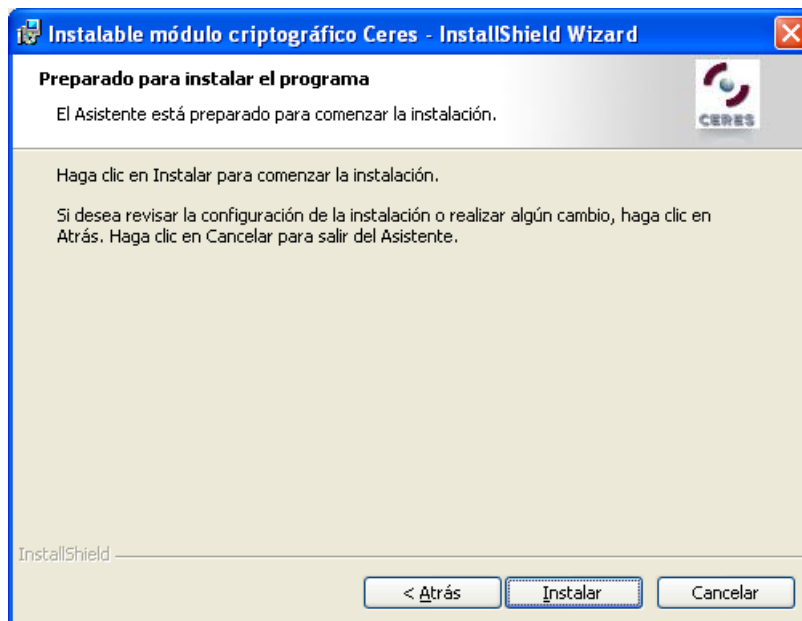 Instalable módulo criptográfico Ceres - InstallShield Wizard
Preparado para instalar el programa
El Asistente está preparado para comenzar la instalación.
CERES
Haga clic en Instalar para comenzar la instalación.
Si desea revisar la configuración de la instalación o realizar algún cambio, haga clic en
Atrás. Haga clic en Cancelar para salir del Asistente.
InstallShield
< Atrás
Instalar
Cancelar